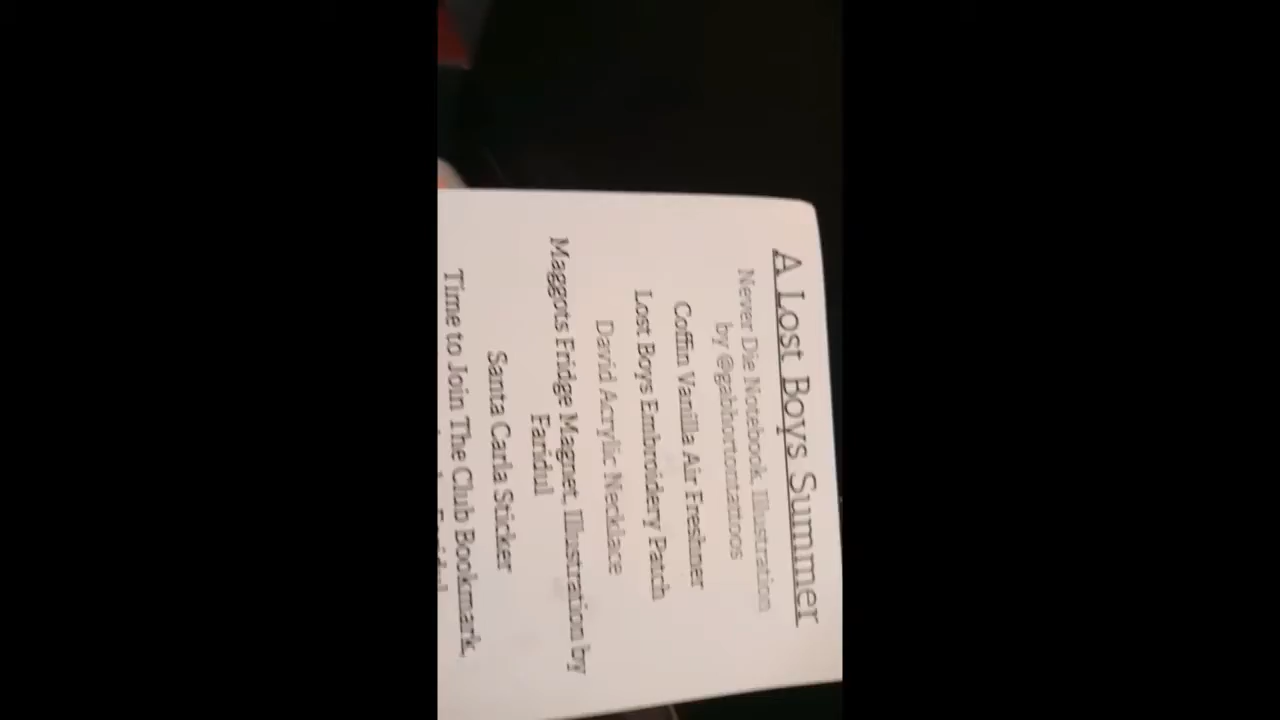 A Lost Boys Summer
Never Die Notebook, Illustration
by @gabhortontattoos
Coffin Vanilla Air Freshner
Lost Boys Embroidery Patch
David Acrylic Necklace
Maggots Fridge Magnet, Illustration by
Faridul
Santa Carla Sticker
Time to Join The Club Bookmark,